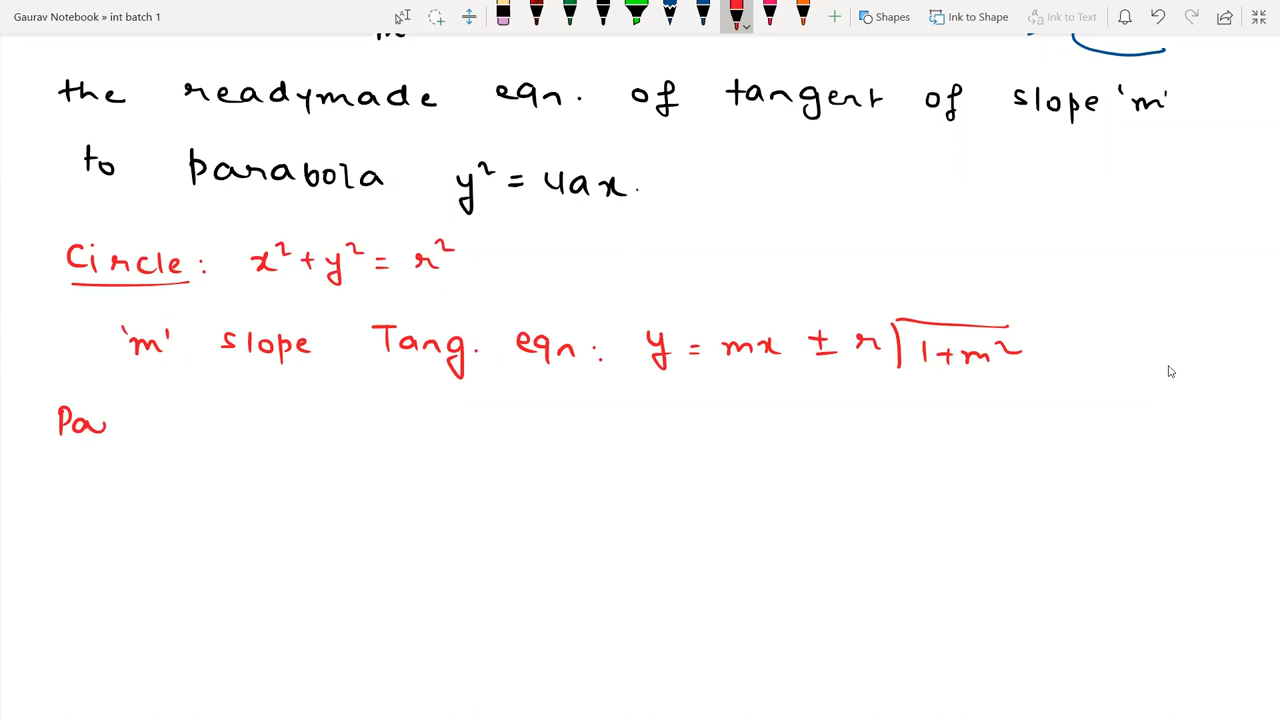 Gaurav Notebook » int batch 1
Shapes Ink to Shape Ink to Text
m
the readymade eqn. of tangent of slope 'm'
to parabola y² = 4ax.
Circle: x² + y² = r²
'm' slope Tang. eqn: y = mx ± r√1+m²
Pa